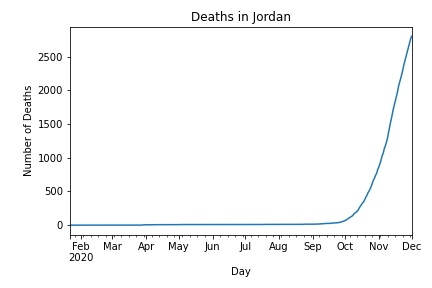 Deaths in Jordan
Number of Deaths
2500
2000
1500
1000
500
0
Feb Mar Apr May Jun Jul Aug Sep Oct Nov Dec
2020
Day